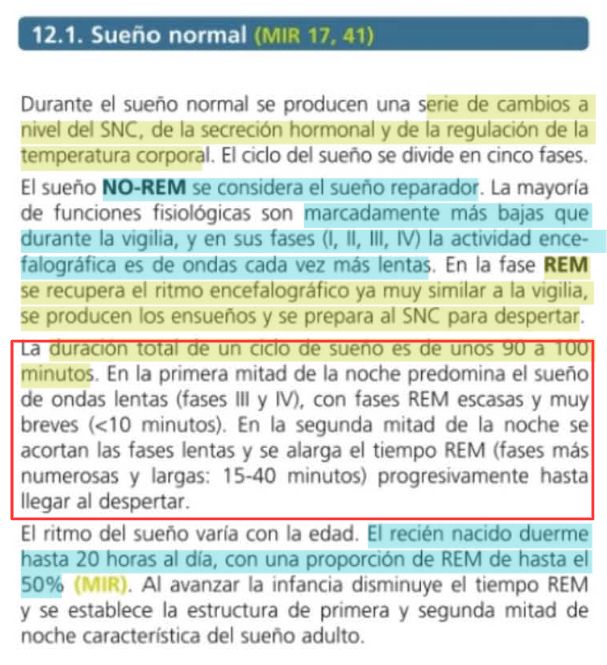 12.1. Sueño normal (MIR 17, 41)
Durante el sueño normal se producen una serie de cambios a
nivel del SNC, de la secreción hormonal y de la regulación de la
temperatura corporal. El ciclo del sueño se divide en cinco fases.
El sueño NO-REM se considera el sueño reparador. La mayoría
de funciones fisiológicas son marcadamente más bajas que
durante la vigilia, y en sus fases (I, II, III, IV) la actividad ence-
falográfica es de ondas cada vez más lentas. En la fase REM
se recupera el ritmo encefalográfico ya muy similar a la vigilia,
se producen los ensueños y se prepara al SNC para despertar.
La duración total de un ciclo de sueño es de unos 90 a 100
minutos. En la primera mitad de la noche predomina el sueño
de ondas lentas (fases III y IV), con fases REM escasas y muy
breves (<10 minutos). En la segunda mitad de la noche se
acortan las fases lentas y se alarga el tiempo REM (fases más
numerosas y largas: 15-40 minutos) progresivamente hasta
llegar al despertar.
El ritmo del sueño varía con la edad. El recién nacido duerme
hasta 20 horas al día, con una proporción de REM de hasta el
50% (MIR). Al avanzar la infancia disminuye el tiempo REM
y se establece la estructura de primera y segunda mitad de
noche característica del sueño adulto.